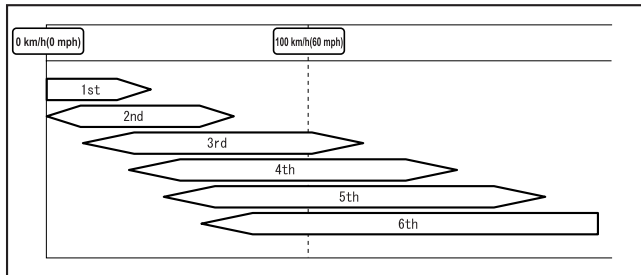 0 km/h(0 mph)
100 km/h(60 mph)
1st
2nd
3rd
4th
5th
6th